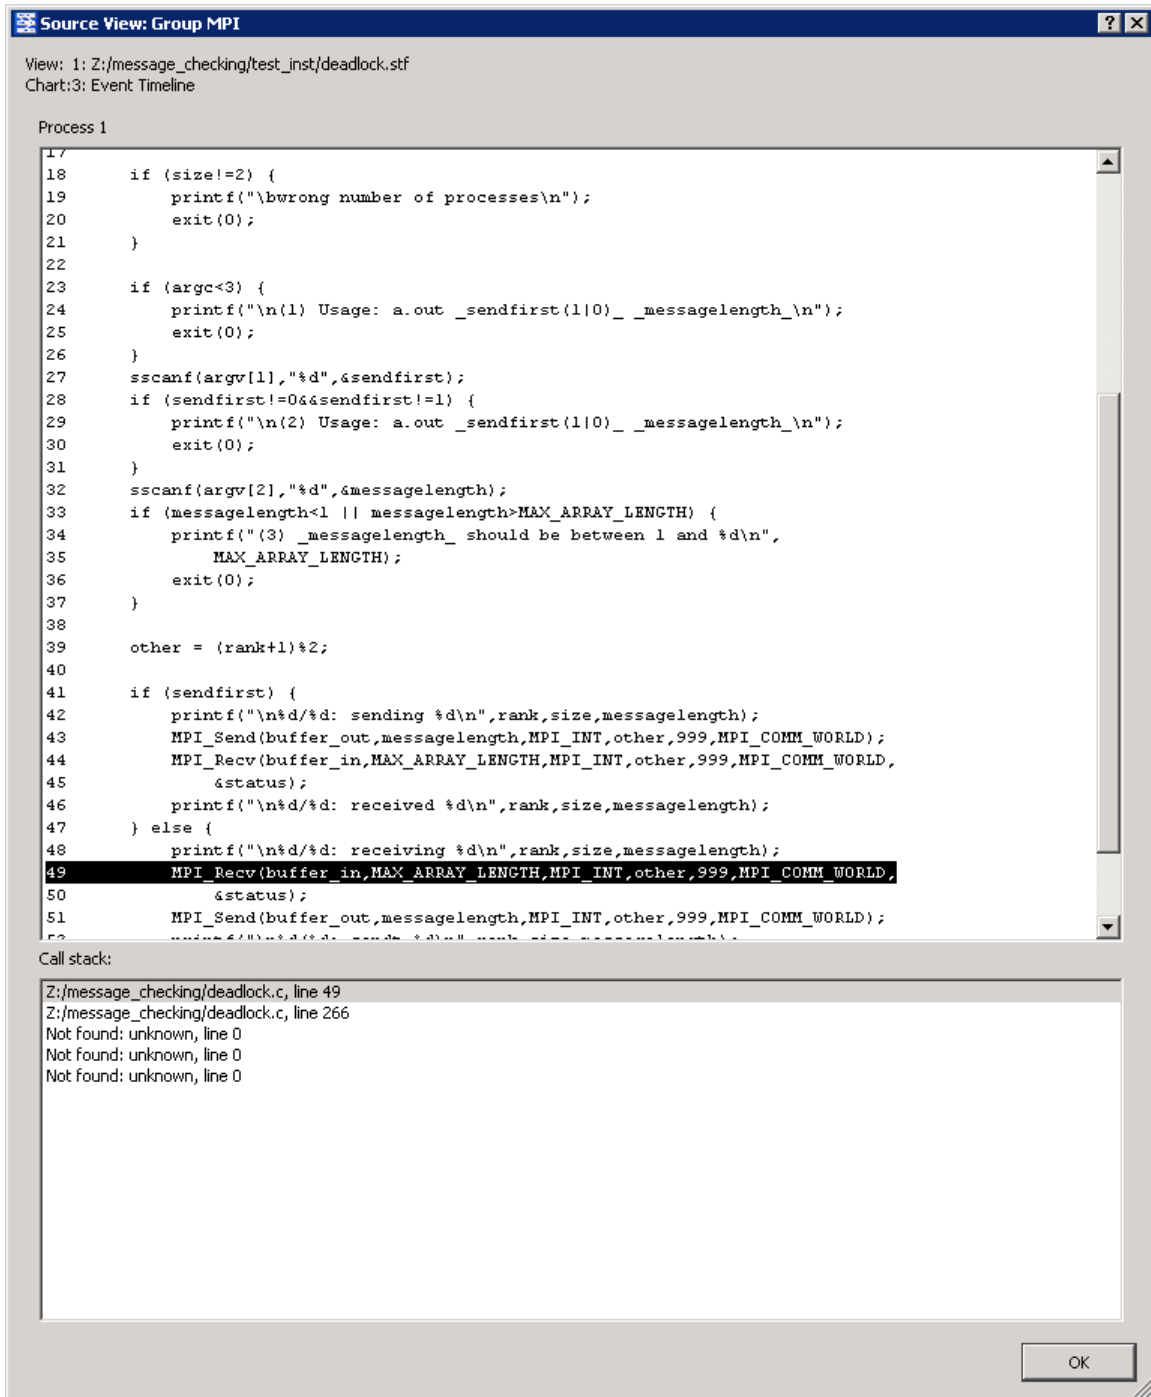 Source View: Group MPI
View: 1: Z:/message_checking/test_inst/deadlock.stf
Chart:3: Event Timeline
Process 1
17
18 if (size!=2) {
19 printf("\bwrong number of processes\n");
20 exit(0);
21 }
22
23 if (argc<3) {
24 printf("\n(1) Usage: a.out _sendfirst(1|0)_ _messagelength_\n");
25 exit(0);
26 }
27 sscanf(argv[1],"%d",&sendfirst);
28 if (sendfirst!=0&&sendfirst!=1) {
29 printf("\n(2) Usage: a.out _sendfirst(1|0)_ _messagelength_\n");
30 exit(0);
31 }
32 sscanf(argv[2],"%d",&messagelength);
33 if (messagelength<1 || messagelength>MAX_ARRAY_LENGTH) {
34 printf("(3) _messagelength_ should be between 1 and %d\n",
35 MAX_ARRAY_LENGTH);
36 exit(0);
37 }
38
39 other = (rank+1)%2;
40
41 if (sendfirst) {
42 printf("\n%d/%d: sending %d\n",rank,size,messagelength);
43 MPI_Send(buffer_out,messagelength,MPI_INT,other,999,MPI_COMM_WORLD);
44 MPI_Recv(buffer_in,MAX_ARRAY_LENGTH,MPI_INT,other,999,MPI_COMM_WORLD,
45 &status);
46 printf("\n%d/%d: received %d\n",rank,size,messagelength);
47 } else {
48 printf("\n%d/%d: receiving %d\n",rank,size,messagelength);
49 MPI_Recv(buffer_in,MAX_ARRAY_LENGTH,MPI_INT,other,999,MPI_COMM_WORLD,
50 &status);
51 MPI_Send(buffer_out,messagelength,MPI_INT,other,999,MPI_COMM_WORLD);
Call stack:
Z:/message_checking/deadlock.c, line 49
Z:/message_checking/deadlock.c, line 266
Not found: unknown, line 0
Not found: unknown, line 0
Not found: unknown, line 0
OK